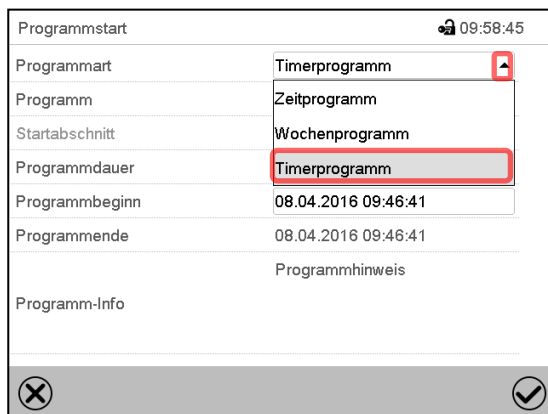 Programmstart 09:58:45
Programmart Timerprogramm
Programm Zeitprogramm
Startabschnitt Wochenprogramm
Programmdauer Timerprogramm
Programmbeginn 08.04.2016 09:46:41
Programmende 08.04.2016 09:46:41
Programmhinweis
Programm-Info